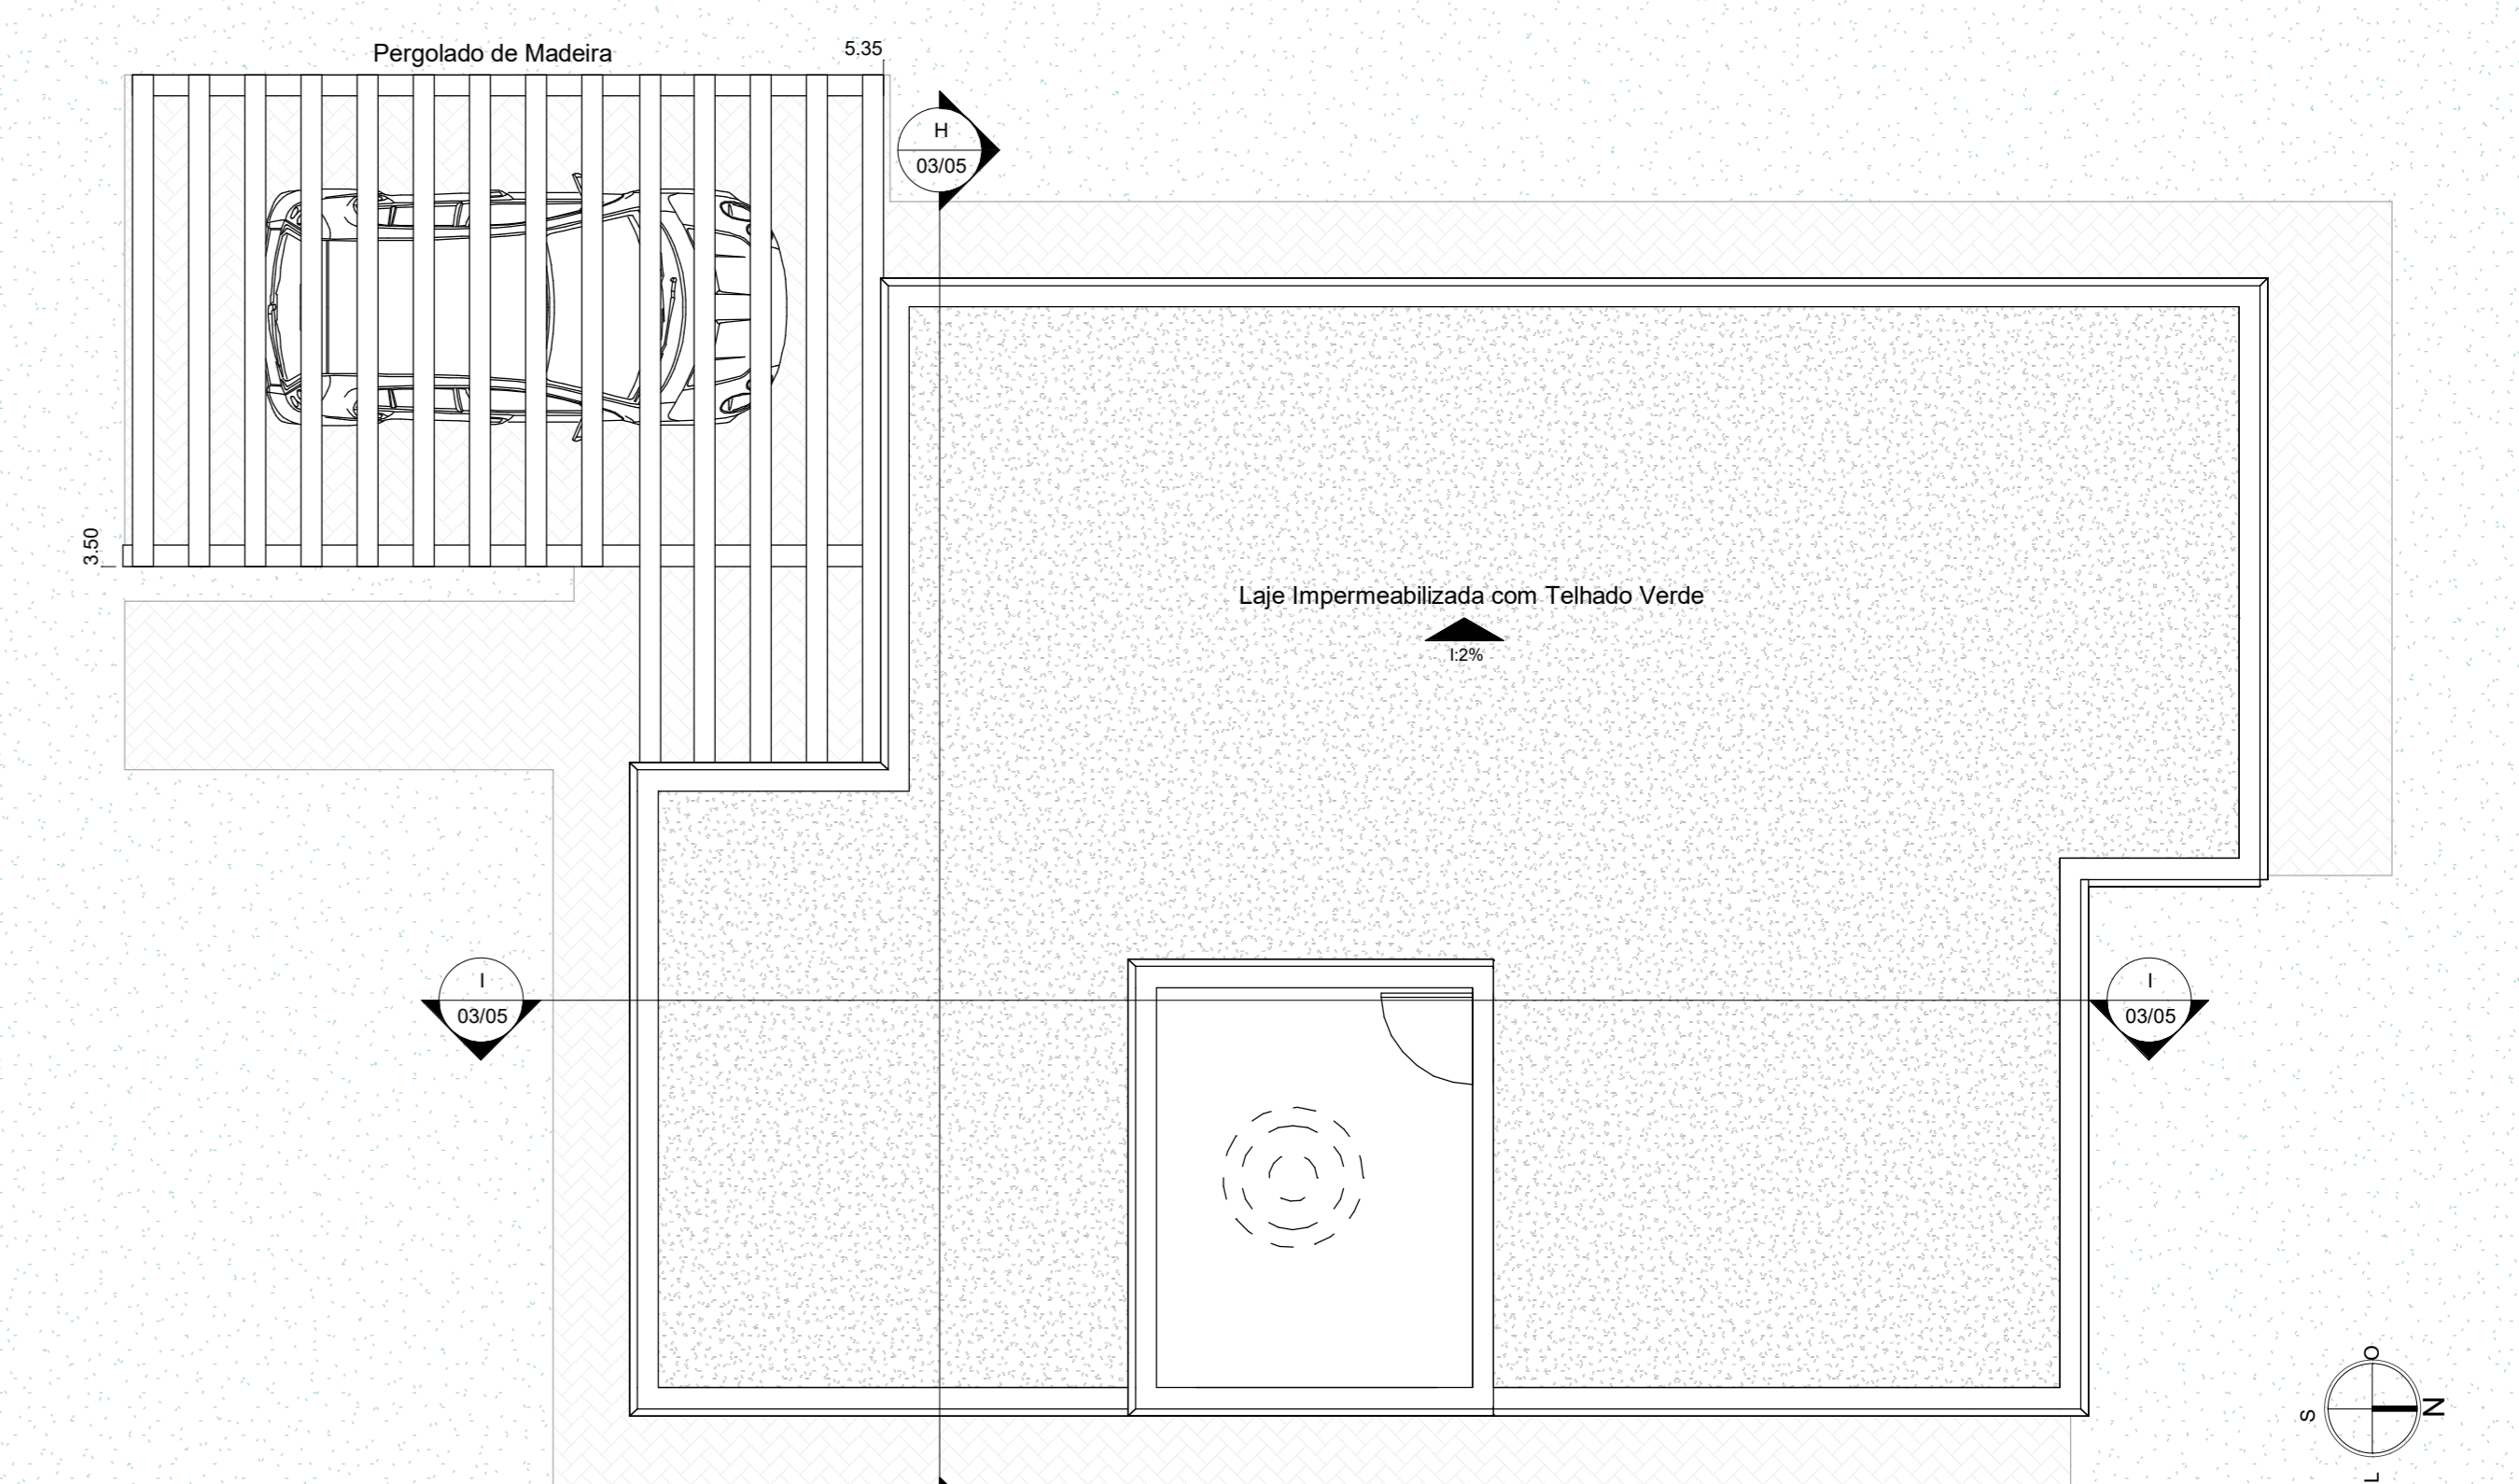 Pergolado de Madeira
5.35
H
03/05
3.50
Laje Impermeabilizada com Telhado Verde
I:2%
I
03/05
I
03/05
O
S
N
L